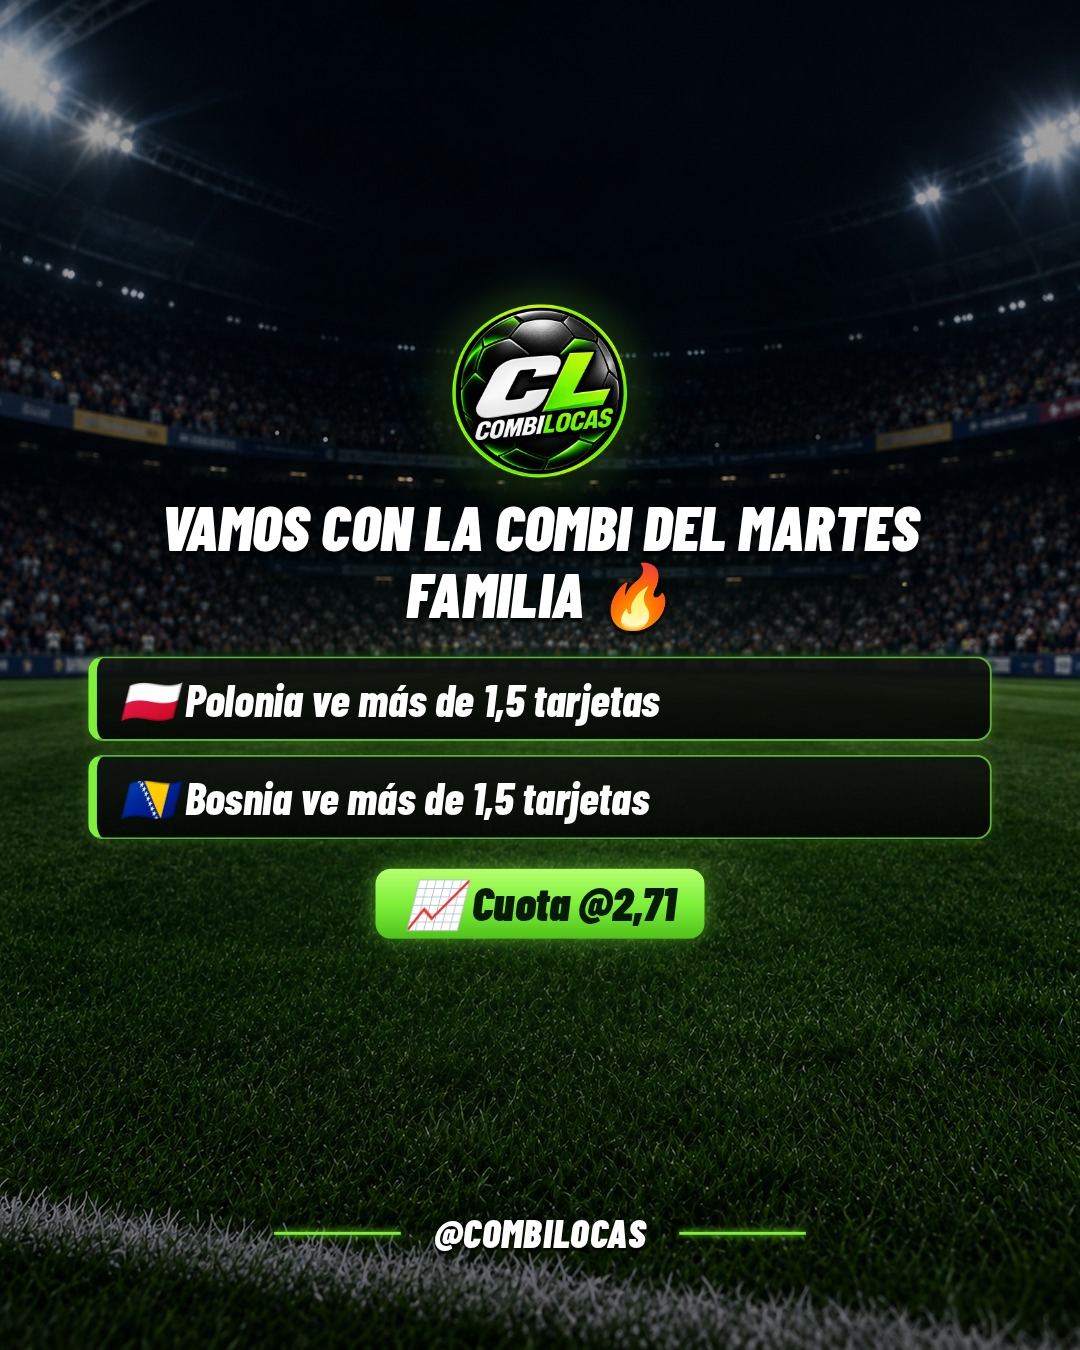 CL
COMBILOCAS
VAMOS CON LA COMBI DEL MARTES
FAMILIA 🔥
🇵🇱 Polonia ve más de 1,5 tarjetas
🇧🇦 Bosnia ve más de 1,5 tarjetas
📈 Cuota @2,71
@COMBILOCAS